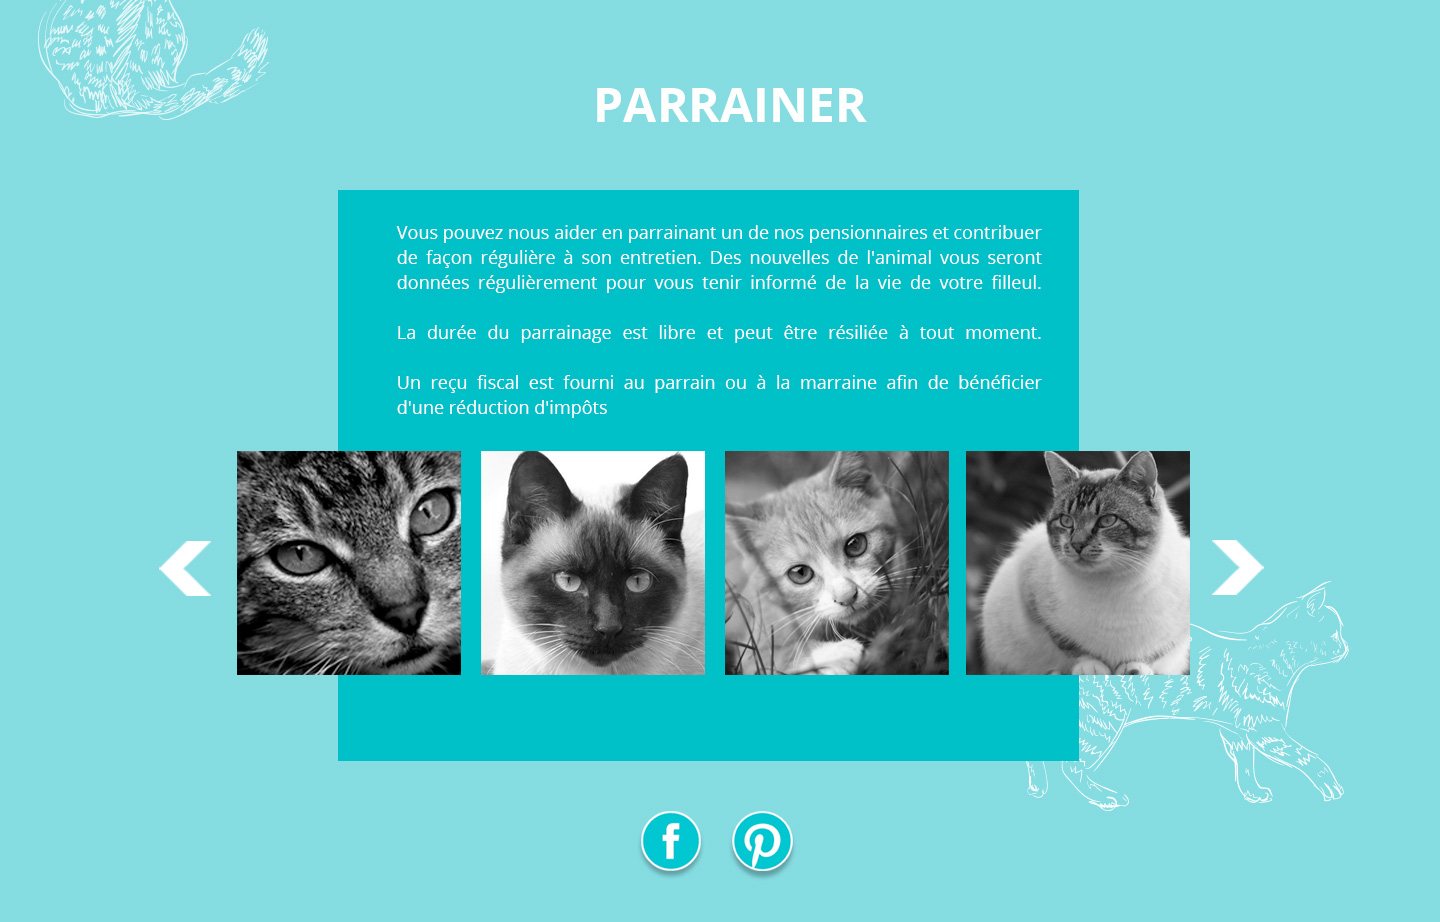 PARRAINER
Vous pouvez nous aider en parrainant un de nos pensionnaires et contribuer
de façon régulière à son entretien. Des nouvelles de l'animal vous seront
données régulièrement pour vous tenir informé de la vie de votre filleul.
La durée du parrainage est libre et peut être résiliée à tout moment.
Un reçu fiscal est fourni au parrain ou à la marraine afin de bénéficier
d'une réduction d'impôts